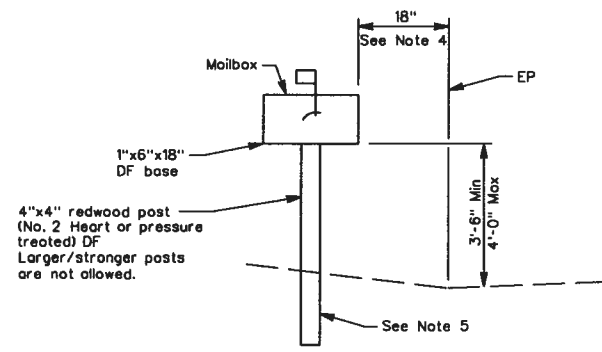 18"
See Note 4
Mailbox
EP
1"x6"x18"
DF base
4"x4" redwood post
(No. 2 Heart or pressure
treated) DF
Larger/stronger posts
are not allowed.
3'-6" Min
4'-0" Max
See Note 5